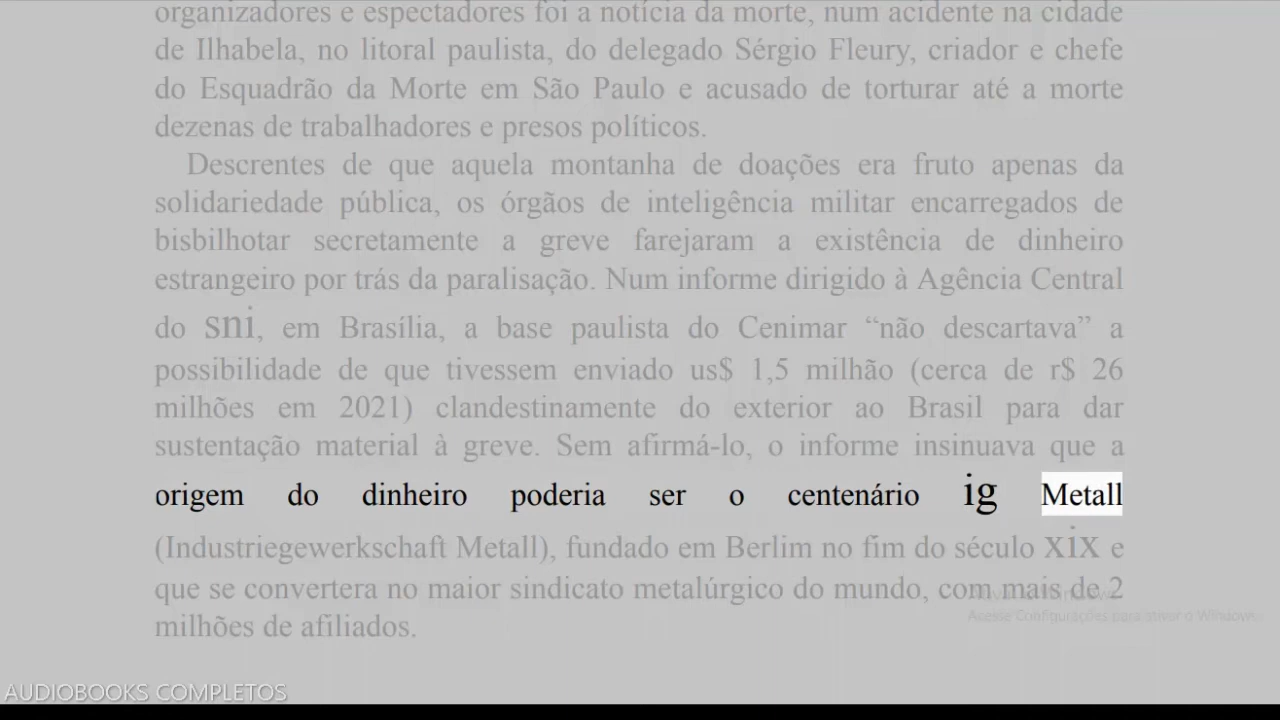 organizadores e espectadores foi a notícia da morte, num acidente na cidade
de Ilhabela, no litoral paulista, do delegado Sérgio Fleury, criador e chefe
do Esquadrão da Morte em São Paulo e acusado de torturar até a morte
dezenas de trabalhadores e presos políticos.
Descrentes de que aquela montanha de doações era fruto apenas da
solidariedade pública, os órgãos de inteligência militar encarregados de
bisbilhotar secretamente a greve farejaram a existência de dinheiro
estrangeiro por trás da paralisação. Num informe dirigido à Agência Central
do sni, em Brasília, a base paulista do Cenimar “não descartava” a
possibilidade de que tivessem enviado us$ 1,5 milhão (cerca de r$ 26
milhões em 2021) clandestinamente do exterior ao Brasil para dar
sustentação material à greve. Sem afirmá-lo, o informe insinuava que a
origem do dinheiro poderia ser o centenário ig Metall
(Industriegewerkschaft Metall), fundado em Berlim no fim do século xix e
que se convertera no maior sindicato metalúrgico do mundo, com mais de 2
milhões de afiliados.
Ativar o Windows
Acesse Configurações para ativar o Windows.
AUDIOBOOKS COMPLETOS